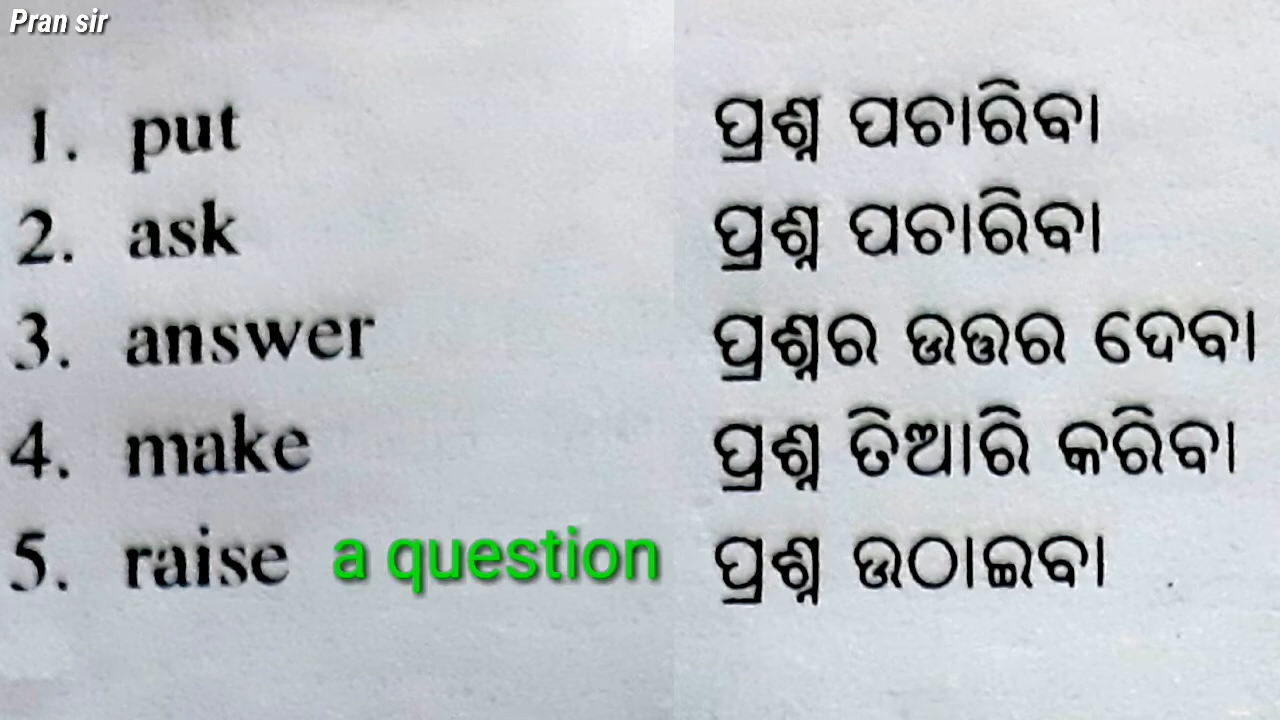 Pran sir
1. put ପ୍ରଶ୍ନ ପଚାରିବା
2. ask ପ୍ରଶ୍ନ ପଚାରିବା
3. answer ପ୍ରଶ୍ନର ଉତ୍ତର ଦେବା
4. make ପ୍ରଶ୍ନ ତିଆରି କରିବା
5. raise a question ପ୍ରଶ୍ନ ଉଠାଇବା